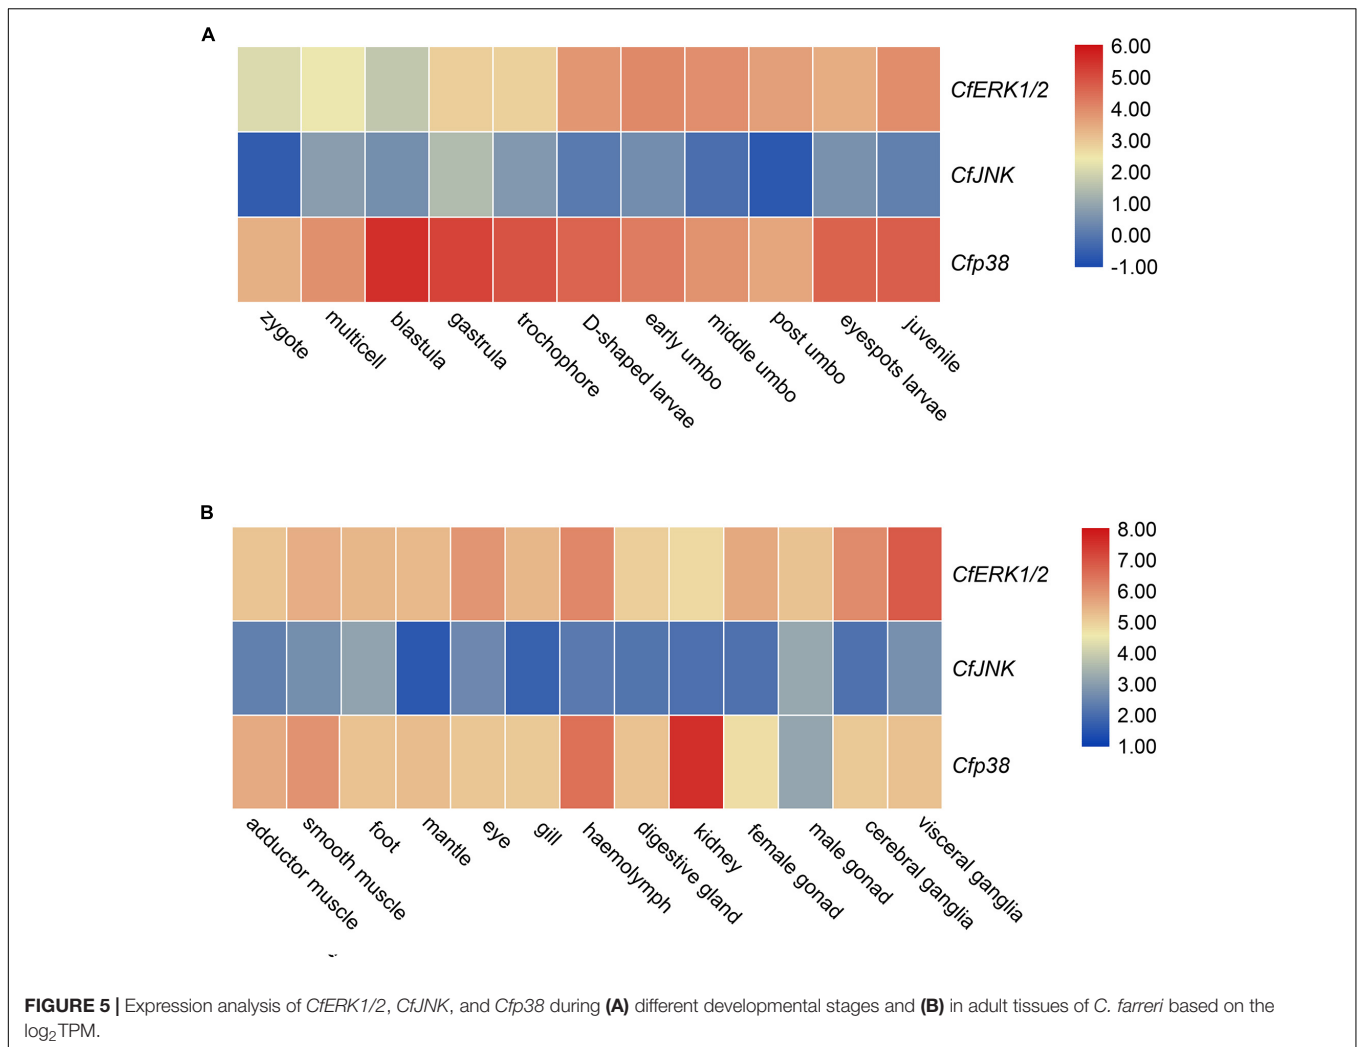 A
CfERK1/2
CfJNK
Cfp38
6.00
5.00
4.00
3.00
2.00
1.00
0.00
-1.00
zygote
multicell
blastula
gastrula
trochophore
D-shaped larvae
early umbo
middle umbo
post umbo
eyespots larvae
juvenile
B
CfERK1/2
CfJNK
Cfp38
8.00
7.00
6.00
5.00
4.00
3.00
2.00
1.00
adductor muscle
smooth muscle
foot
mantle
eye
gill
haemolymph
digestive gland
kidney
female gonad
male gonad
cerebral ganglia
visceral ganglia
FIGURE 5 | Expression analysis of CfERK1/2, CfJNK, and Cfp38 during (A) different developmental stages and (B) in adult tissues of C. farreri based on the
log₂TPM.